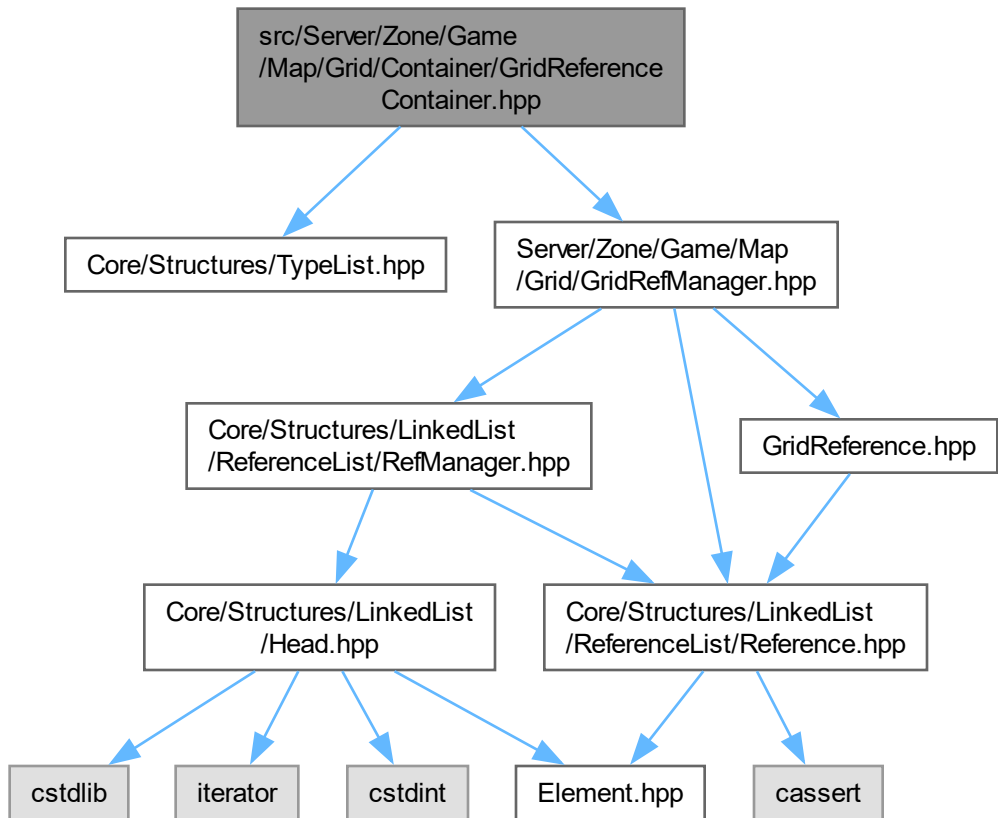 src/Server/Zone/Game
/Map/Grid/Container/GridReference
Container.hpp
Core/Structures/TypeList.hpp
Server/Zone/Game/Map
/Grid/GridRefManager.hpp
Core/Structures/LinkedList
/ReferenceList/RefManager.hpp
GridReference.hpp
Core/Structures/LinkedList
/Head.hpp
Core/Structures/LinkedList
/ReferenceList/Reference.hpp
cstdlib
iterator
cstdint
Element.hpp
cassert